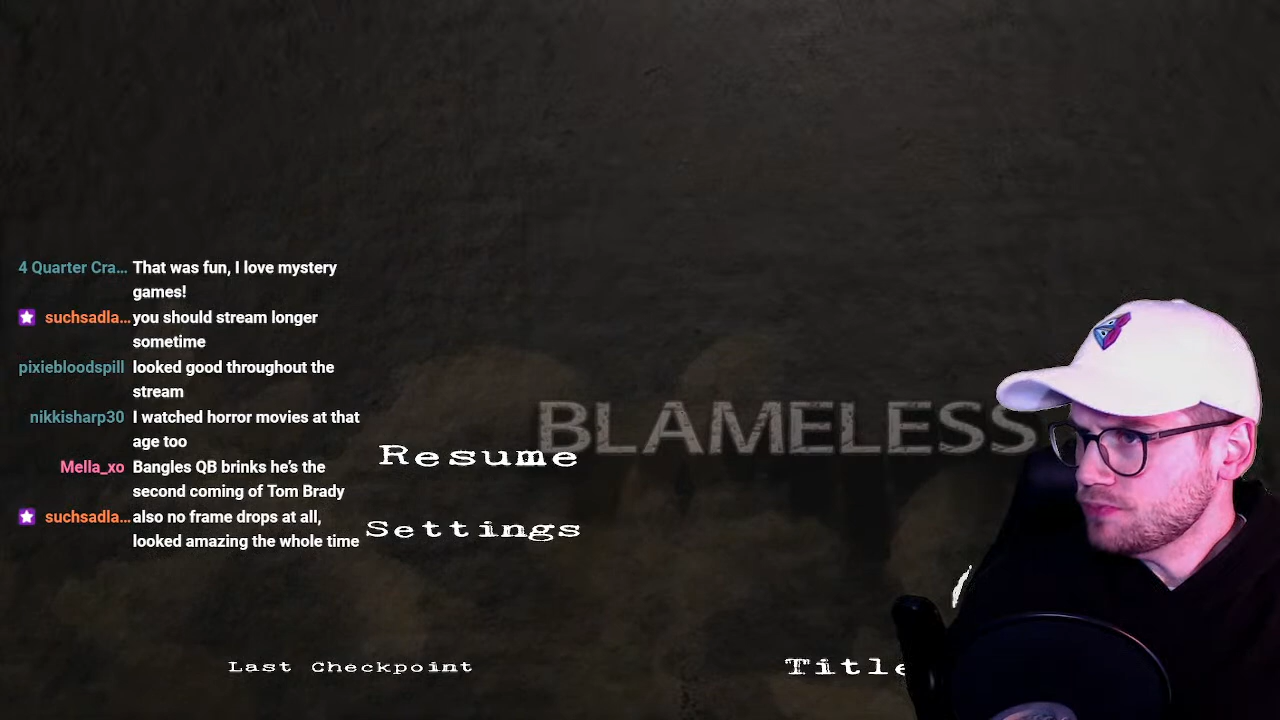 4 Quarter Cra... That was fun, I love mystery
games!
suchsadla... you should stream longer
sometime
pixiebloodspill looked good throughout the
stream
nikkisharp30 I watched horror movies at that
age too
Mella_xo Bangles QB brinks he's the
second coming of Tom Brady
suchsadla... also no frame drops at all,
looked amazing the whole time
BLAMELESS
Resume
Settings
Last Checkpoint
Title